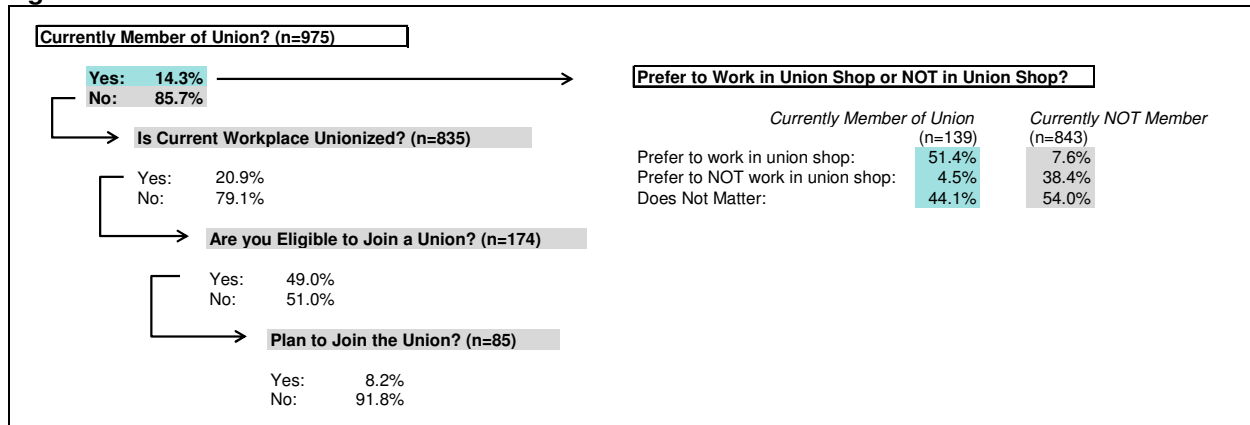 Currently Member of Union? (n=975)
Yes: 14.3%
No: 85.7%
Is Current Workplace Unionized? (n=835)
Yes: 20.9%
No: 79.1%
Are you Eligible to Join a Union? (n=174)
Yes: 49.0%
No: 51.0%
Plan to Join the Union? (n=85)
Yes: 8.2%
No: 91.8%
Prefer to Work in Union Shop or NOT in Union Shop?
Currently Member of Union Currently NOT Member
(n=139) (n=843)
Prefer to work in union shop: 51.4% 7.6%
Prefer to NOT work in union shop: 4.5% 38.4%
Does Not Matter: 44.1% 54.0%